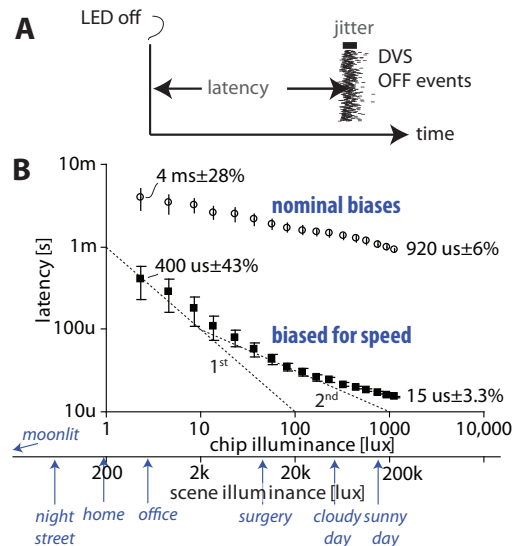 A
LED off
jitter
DVS
OFF events
latency
time
B
10m
4 ms±28%
nominal biases
latency [s]
1m
920 us±6%
400 us±43%
100u
biased for speed
1st
2nd
15 us±3.3%
10u
1 10 100 1000 10,000
moonlit
chip illuminance [lux]
200 2k 20k 200k
scene illuminance [lux]
night street
home
office
surgery
cloudy day
sunny day